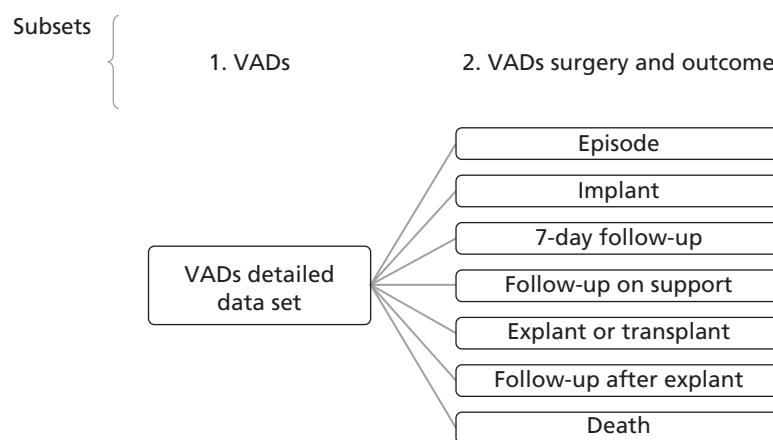 Subsets
1. VADs
2. VADs surgery and outcome
Episode
Implant
7-day follow-up
VADs detailed
data set
Follow-up on support
Explant or transplant
Follow-up after explant
Death